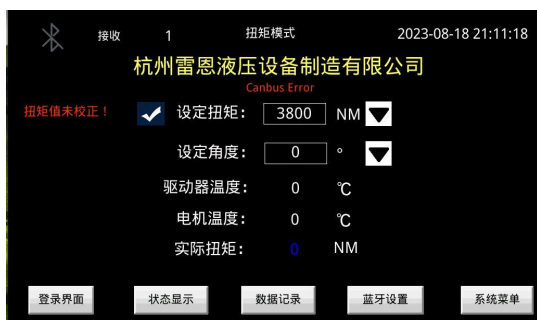 接收 1 扭矩模式 2023-08-18 21:11:18
杭州雷恩液压设备制造有限公司
Canbus Error
扭矩值未校正！ 设定扭矩： 3800 NM
设定角度： 0 °
驱动器温度： 0 ℃
电机温度： 0 ℃
实际扭矩： 0 NM
登录界面 状态显示 数据记录 蓝牙设置 系统菜单